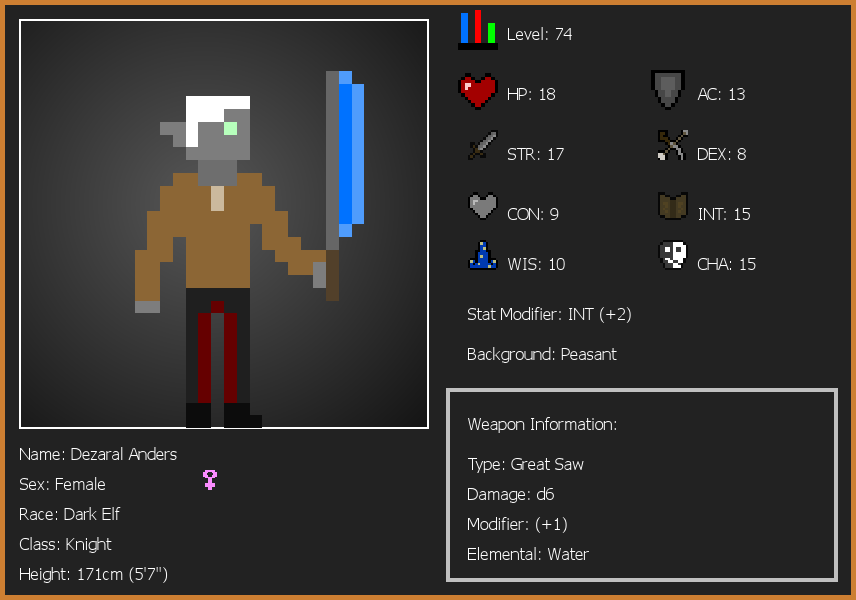 Level: 74
HP: 18
AC: 13
STR: 17
DEX: 8
CON: 9
INT: 15
WIS: 10
CHA: 15
Stat Modifier: INT (+2)
Background: Peasant
Weapon Information:
Type: Great Saw
Damage: d6
Modifier: (+1)
Elemental: Water
Name: Dezaral Anders
Sex: Female
Race: Dark Elf
Class: Knight
Height: 171cm (5'7")